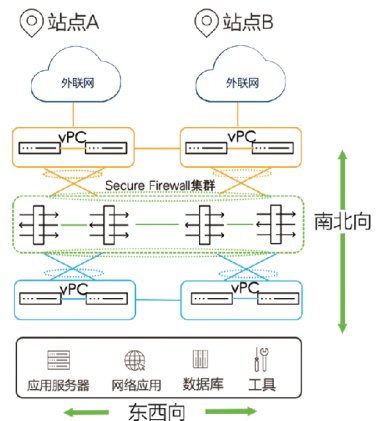 站点A 站点B
外联网 外联网
vPC vPC
Secure Firewall集群
南北向
vPC vPC
应用服务器 网络应用 数据库 工具
东西向